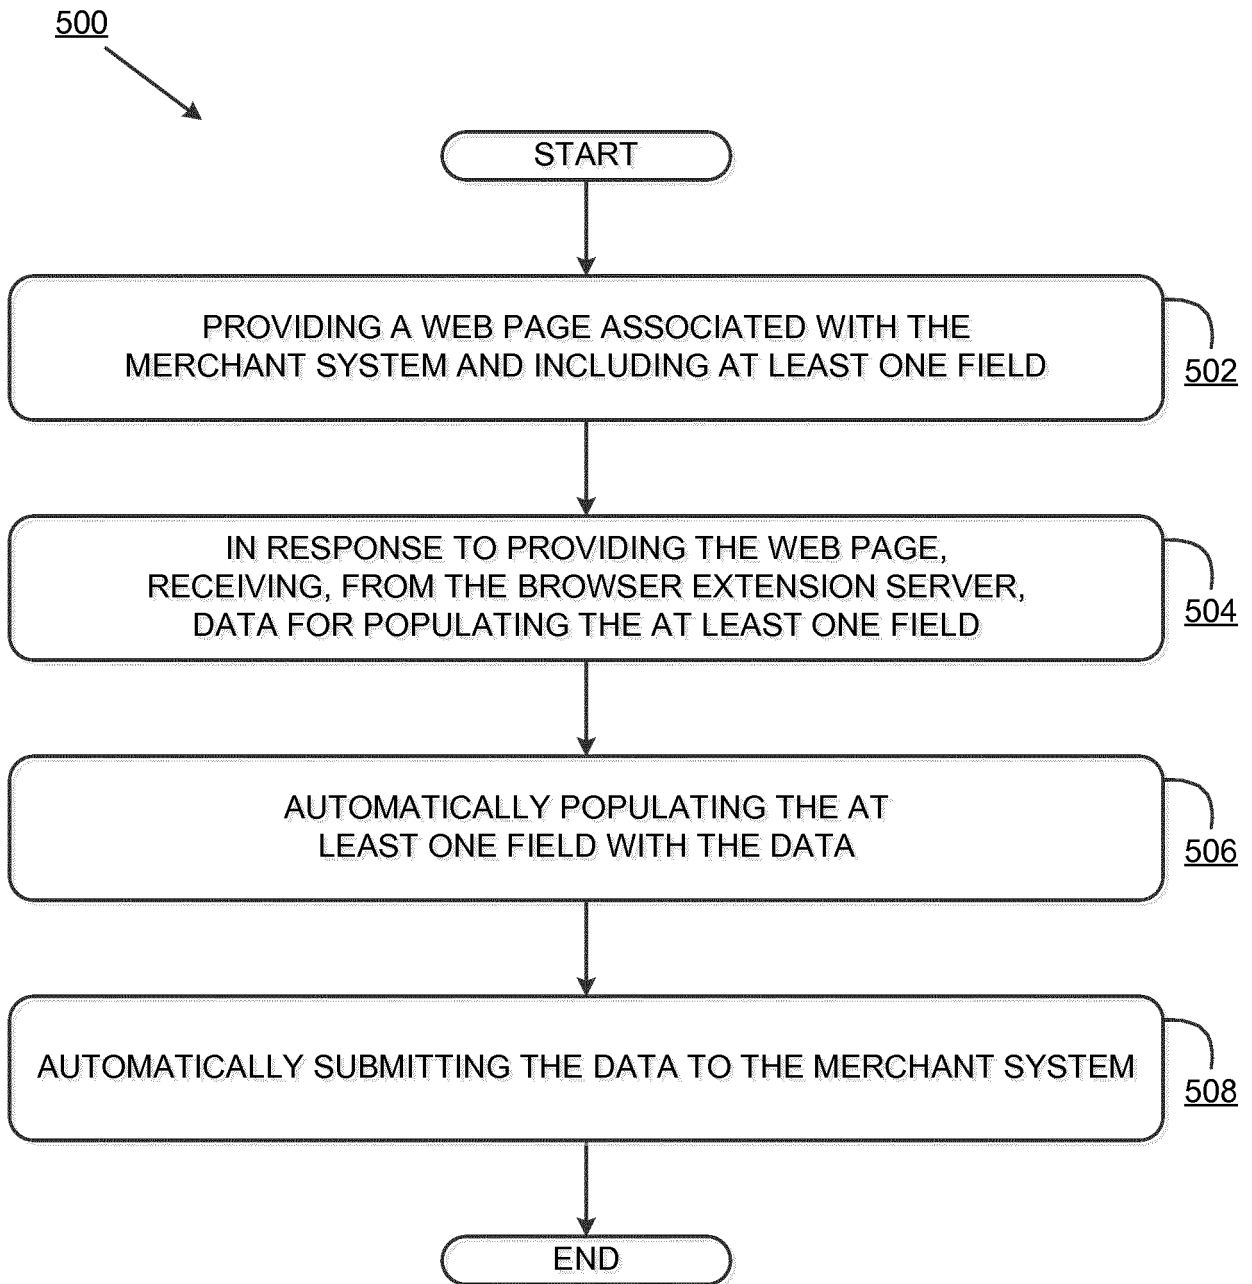 500
START
PROVIDING A WEB PAGE ASSOCIATED WITH THE
MERCHANT SYSTEM AND INCLUDING AT LEAST ONE FIELD
502
IN RESPONSE TO PROVIDING THE WEB PAGE,
RECEIVING, FROM THE BROWSER EXTENSION SERVER,
DATA FOR POPULATING THE AT LEAST ONE FIELD
504
AUTOMATICALLY POPULATING THE AT
LEAST ONE FIELD WITH THE DATA
506
AUTOMATICALLY SUBMITTING THE DATA TO THE MERCHANT SYSTEM
508
END